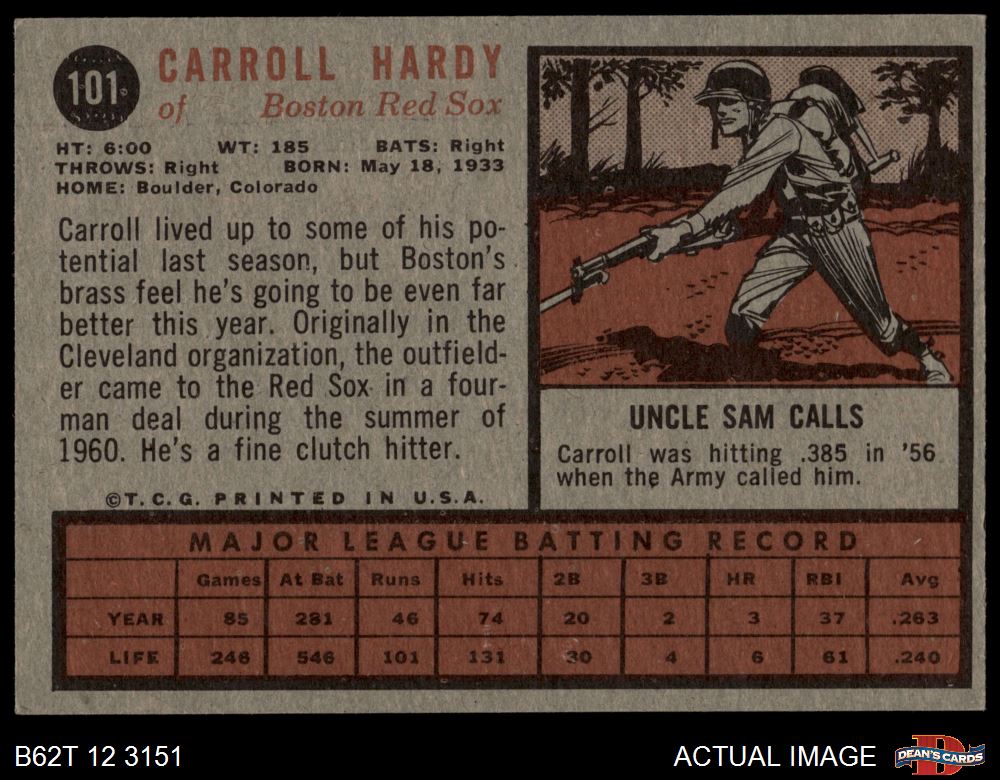 101
CARROLL HARDY
of Boston Red Sox
HT: 6:00 WT: 185 BATS: Right
THROWS: Right BORN: May 18, 1933
HOME: Boulder, Colorado
Carroll lived up to some of his po-
tential last season, but Boston's
brass feel he's going to be even far
better this year. Originally in the
Cleveland organization, the outfield-
er came to the Red Sox in a four-
man deal during the summer of
1960. He's a fine clutch hitter.
©T.C.G. PRINTED IN U.S.A.
UNCLE SAM CALLS
Carroll was hitting .385 in '56
when the Army called him.
MAJOR LEAGUE BATTING RECORD
Games At Bat Runs Hits 2B 3B HR RBI Avg
YEAR 85 281 46 74 20 2 3 37 .263
LIFE 246 546 101 131 30 4 6 61 .240
B62T 12 3151
ACTUAL IMAGE
D
DEAN'S CARDS